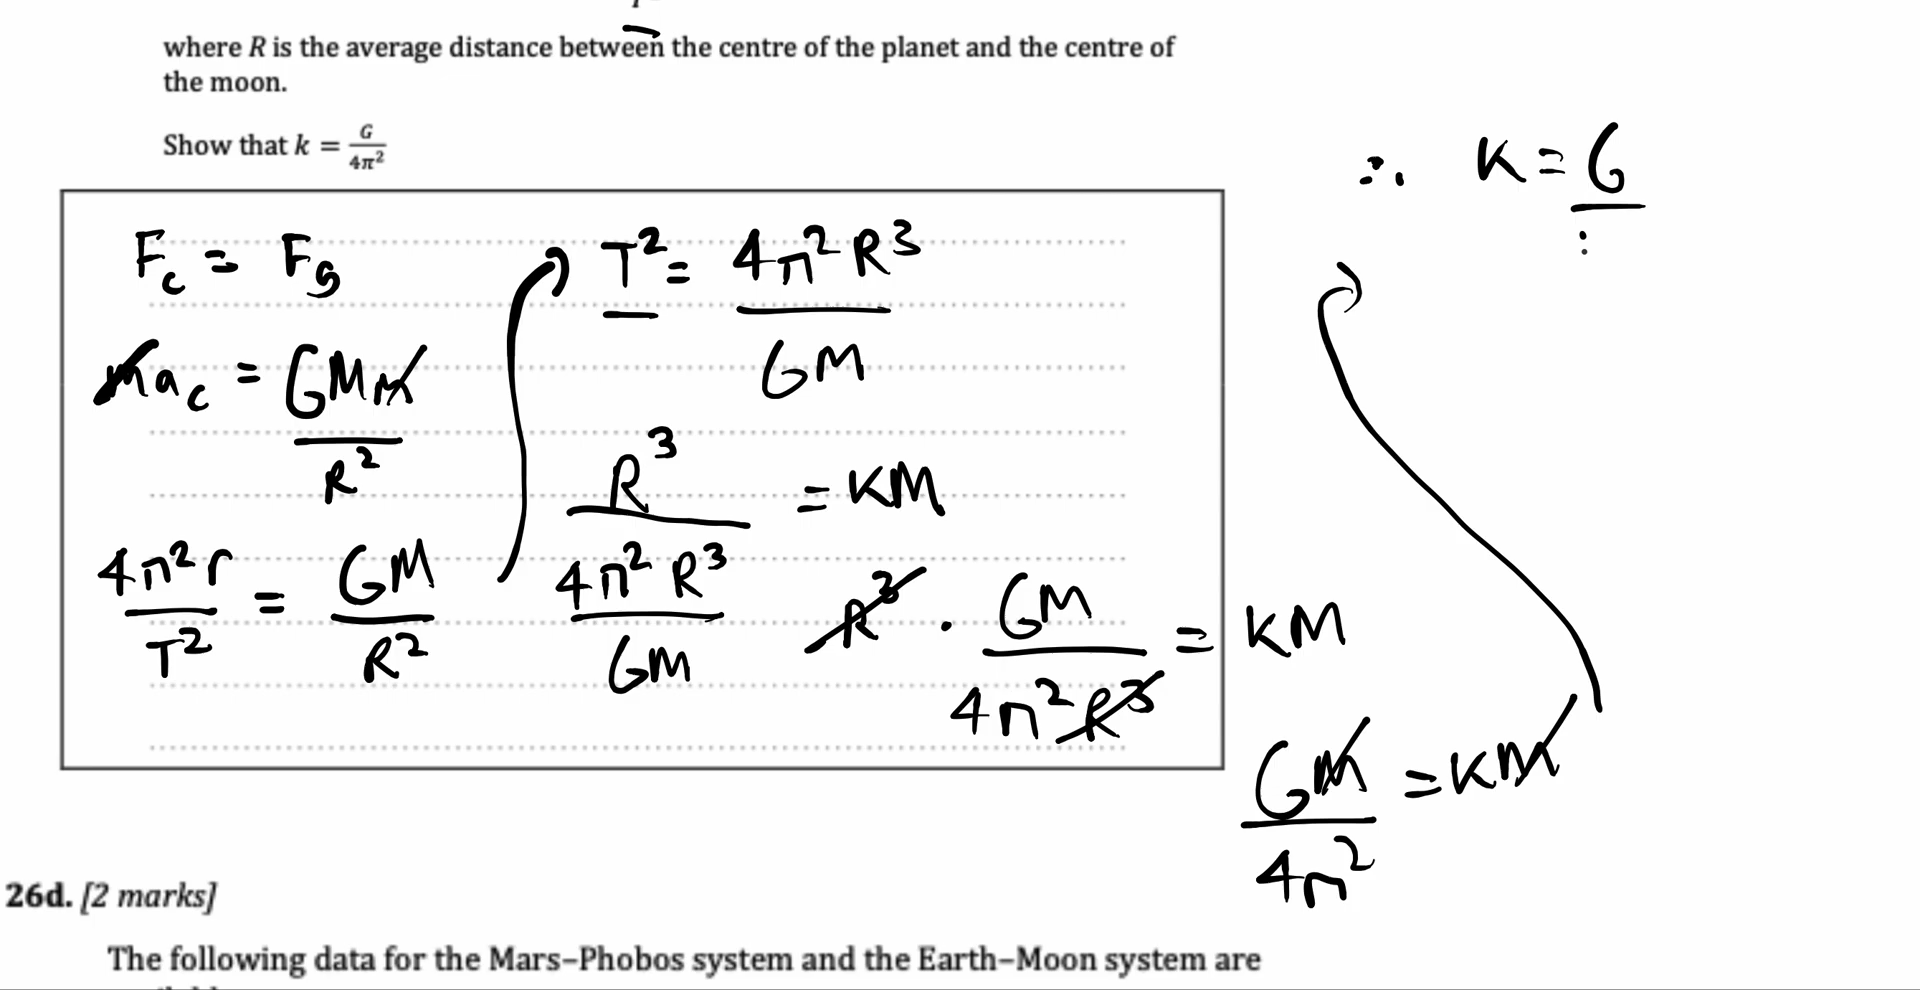 where R is the average distance between the centre of the planet and the centre of
the moon.
Show that k = G/4π²
F_c = F_g
ma_c = GMm/R²
4π²r/T² = GM/R²
T² = 4π²R³/GM
R³/(4π²R³/GM) = KM
R³ · GM/4π²R³ = KM
GM/4π² = KM
∴ K = G
26d. [2 marks]
The following data for the Mars–Phobos system and the Earth–Moon system are